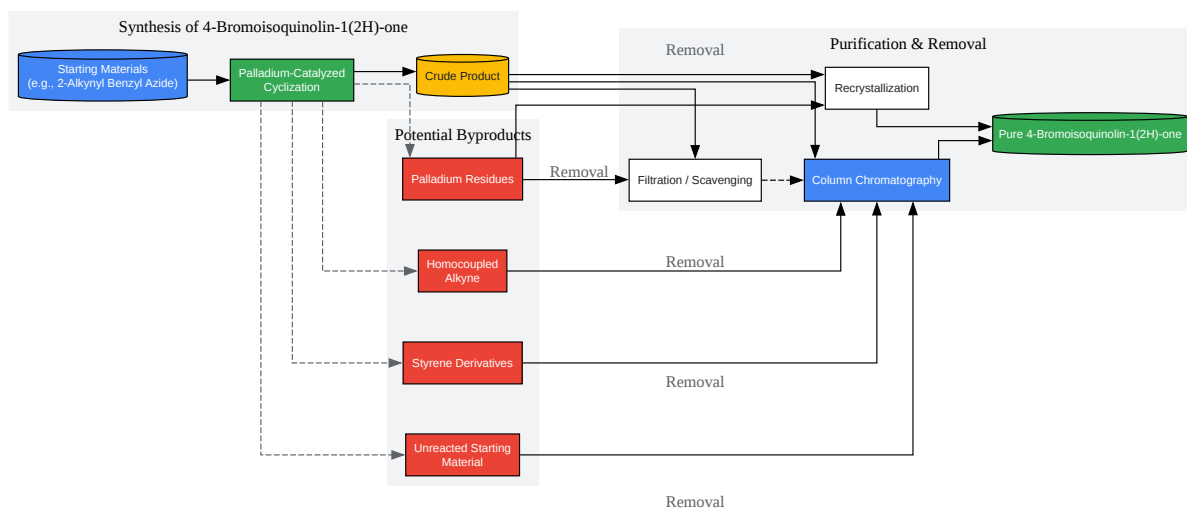 Synthesis of 4-Bromoisoquinolin-1(2H)-one
Starting Materials
(e.g., 2-Alkynyl Benzyl Azide)
Palladium-Catalyzed
Cyclization
Crude Product
Removal
Purification & Removal
Recrystallization
Pure 4-Bromoisoquinolin-1(2H)-one
Potential Byproducts
Palladium Residues
Removal
Filtration / Scavenging
Column Chromatography
Homocoupled
Alkyne
Removal
Styrene Derivatives
Removal
Unreacted Starting
Material
Removal